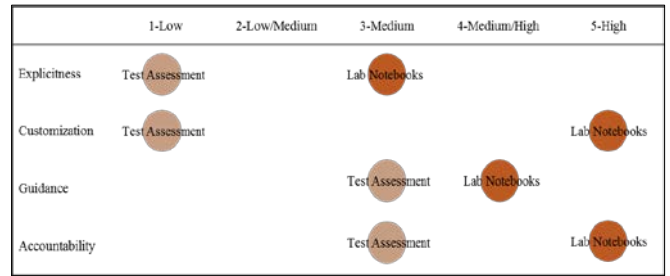 1-Low 2-Low/Medium 3-Medium 4-Medium/High 5-High
Explicitness Test Assessment Lab Notebooks
Customization Test Assessment Lab Notebooks
Guidance Test Assessment Lab Notebooks
Accountability Test Assessment Lab Notebooks